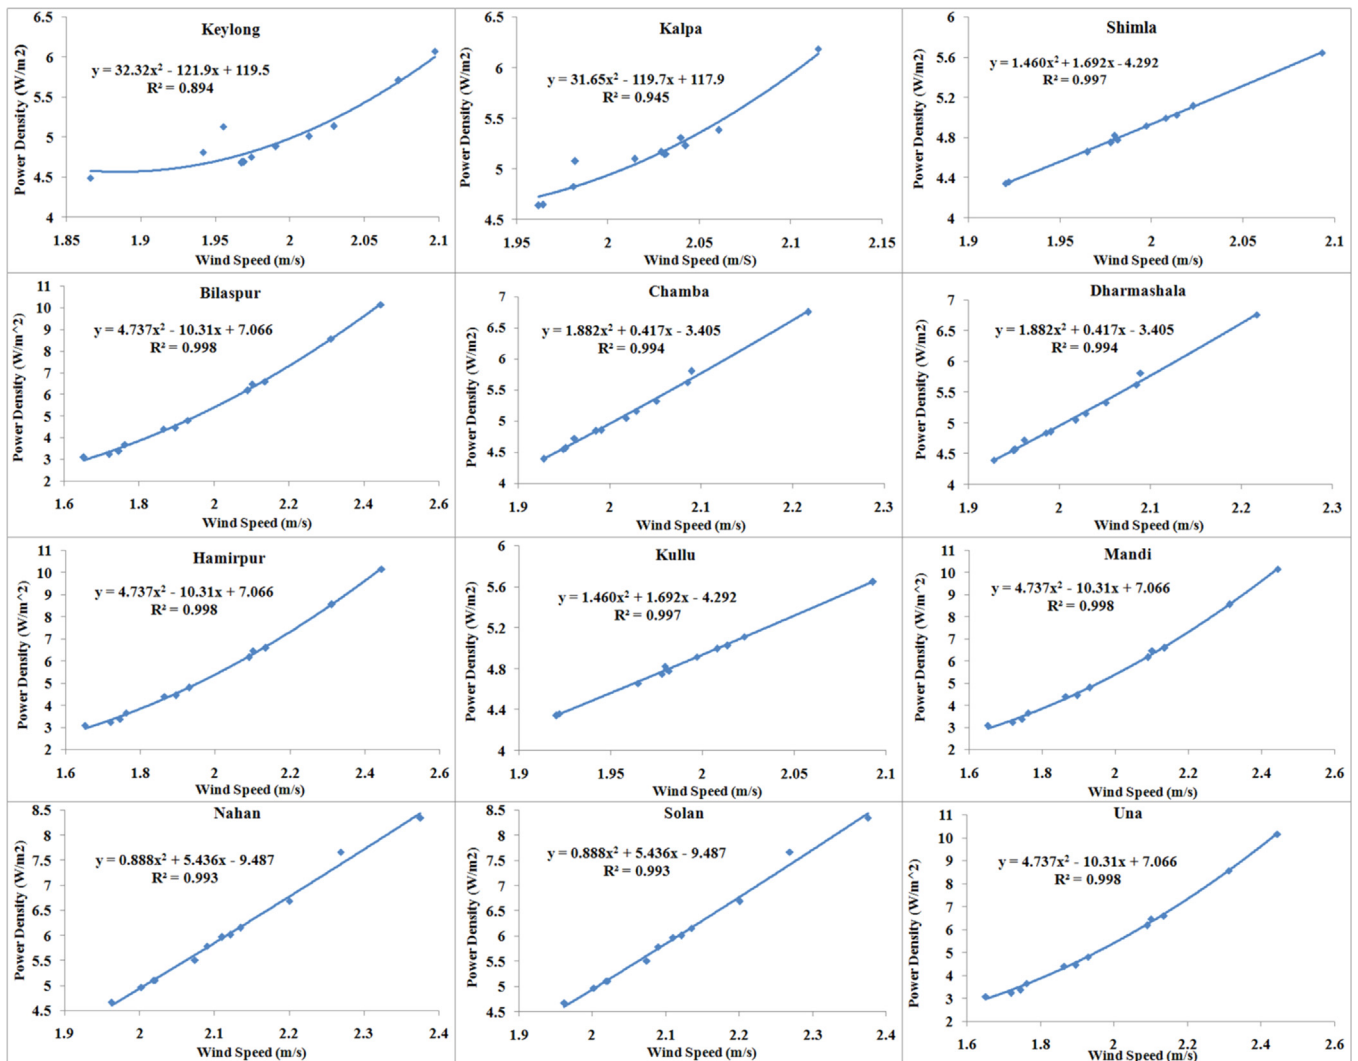 Keylong
y = 32.32x² - 121.9x + 119.5
R² = 0.894
Power Density (W/m2)
6.5
6
5.5
5
4.5
4
1.85 1.9 1.95 2 2.05 2.1
Wind Speed (m/s)
Kalpa
y = 31.65x² - 119.7x + 117.9
R² = 0.945
Power Density (W/m2)
6.5
6
5.5
5
4.5
1.95 2 2.05 2.1 2.15
Wind Speed (m/S)
Shimla
y = 1.460x² + 1.692x - 4.292
R² = 0.997
Power Density (W/m2)
6
5.6
5.2
4.8
4.4
4
1.9 1.95 2 2.05 2.1
Wind Speed (m/s)
Bilaspur
y = 4.737x² - 10.31x + 7.066
R² = 0.998
Power Density (W/m^2)
11
10
9
8
7
6
5
4
3
2
1.6 1.8 2 2.2 2.4 2.6
Wind Speed (m/s)
Chamba
y = 1.882x² + 0.417x - 3.405
R² = 0.994
Power Density (W/m2)
7
6.5
6
5.5
5
4.5
4
1.9 2 2.1 2.2 2.3
Wind Speed (m/s)
Dharmashala
y = 1.882x² + 0.417x - 3.405
R² = 0.994
Power Density (W/m2)
7
6.5
6
5.5
5
4.5
4
1.9 2 2.1 2.2 2.3
Wind Speed (m/s)
Hamirpur
y = 4.737x² - 10.31x + 7.066
R² = 0.998
Power Density (W/m^2)
11
10
9
8
7
6
5
4
3
2
1.6 1.8 2 2.2 2.4 2.6
Wind Speed (m/s)
Kullu
y = 1.460x² + 1.692x - 4.292
R² = 0.997
Power Density (W/m2)
6
5.6
5.2
4.8
4.4
4
1.9 1.95 2 2.05 2.1
Wind Speed (m/s)
Mandi
y = 4.737x² - 10.31x + 7.066
R² = 0.998
Power Density (W/m^2)
11
10
9
8
7
6
5
4
3
2
1.6 1.8 2 2.2 2.4 2.6
Wind Speed (m/s)
Nahan
y = 0.888x² + 5.436x - 9.487
R² = 0.993
Power Density (W/m2)
8.5
8
7.5
7
6.5
6
5.5
5
4.5
1.9 2 2.1 2.2 2.3 2.4
Wind Speed (m/s)
Solan
y = 0.888x² + 5.436x - 9.487
R² = 0.993
Power Density (W/m2)
8.5
8
7.5
7
6.5
6
5.5
5
4.5
1.9 2 2.1 2.2 2.3 2.4
Wind Speed (m/s)
Una
y = 4.737x² - 10.31x + 7.066
R² = 0.998
Power Density (W/m^2)
11
10
9
8
7
6
5
4
3
2
1.6 1.8 2 2.2 2.4 2.6
Wind Speed (m/s)